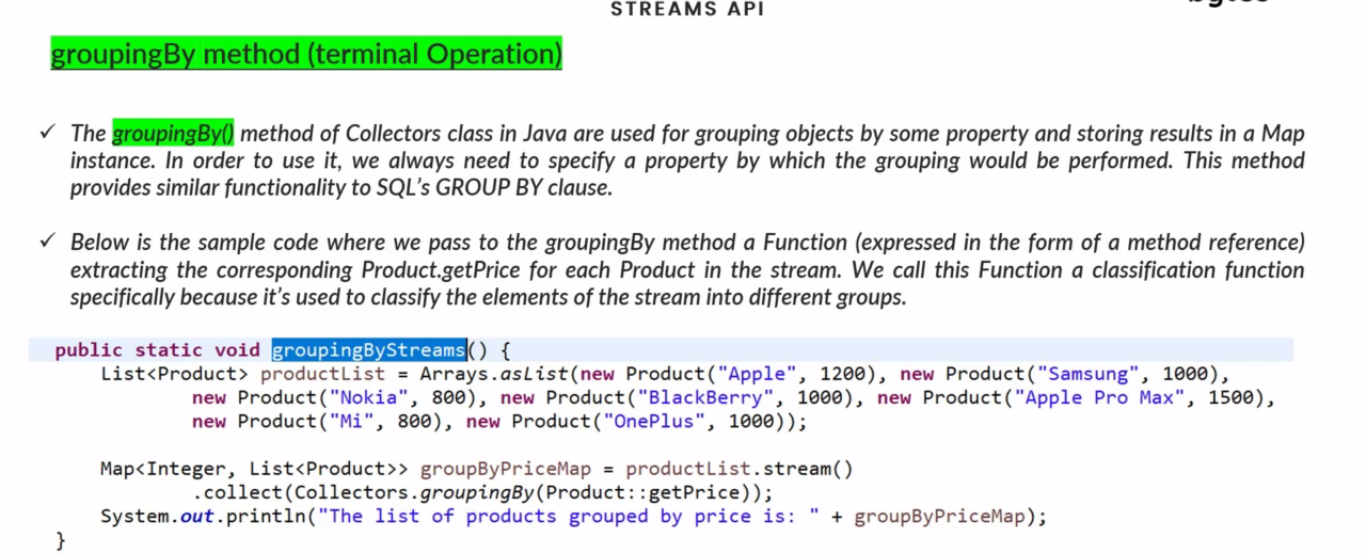 STREAMS API
groupingBy method (terminal Operation)
✓ The groupingBy() method of Collectors class in Java are used for grouping objects by some property and storing results in a Map
instance. In order to use it, we always need to specify a property by which the grouping would be performed. This method
provides similar functionality to SQL’s GROUP BY clause.
✓ Below is the sample code where we pass to the groupingBy method a Function (expressed in the form of a method reference)
extracting the corresponding Product.getPrice for each Product in the stream. We call this Function a classification function
specifically because it’s used to classify the elements of the stream into different groups.
public static void groupingByStreams() {
List<Product> productList = Arrays.asList(new Product("Apple", 1200), new Product("Samsung", 1000),
new Product("Nokia", 800), new Product("BlackBerry", 1000), new Product("Apple Pro Max", 1500),
new Product("Mi", 800), new Product("OnePlus", 1000));
Map<Integer, List<Product>> groupByPriceMap = productList.stream()
.collect(Collectors.groupingBy(Product::getPrice));
System.out.println("The list of products grouped by price is: " + groupByPriceMap);
}